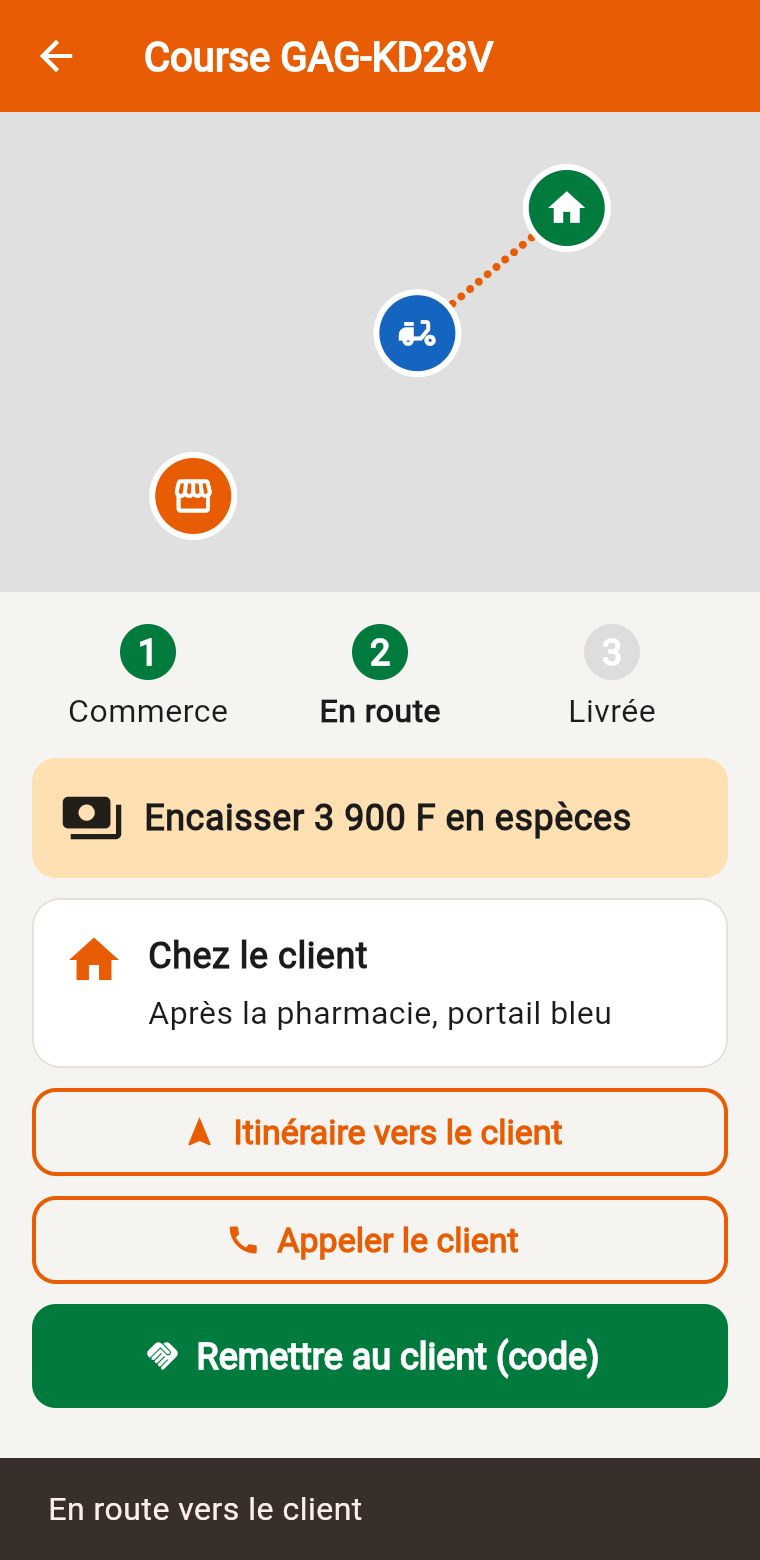 Course GAG-KD28V
1 2 3
Commerce En route Livrée
Encaisser 3 900 F en espèces
Chez le client
Après la pharmacie, portail bleu
Itinéraire vers le client
Appeler le client
Remettre au client (code)
En route vers le client